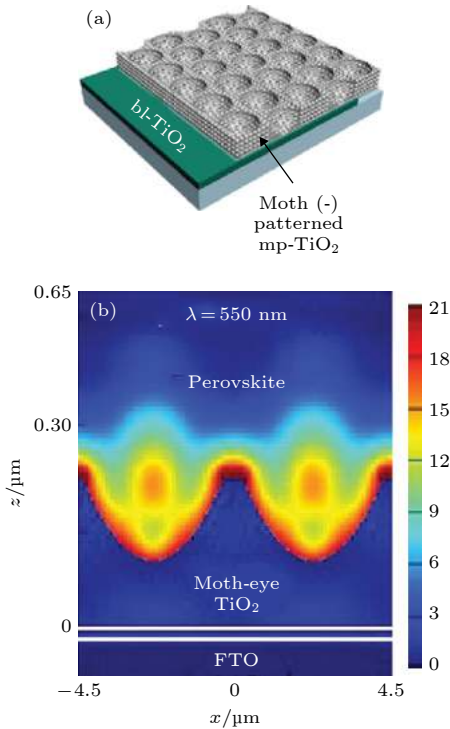 (a)
bl-TiO2
Moth (-)
patterned
mp-TiO2
(b)
λ=550 nm
Perovskite
Moth-eye
TiO2
FTO
0.65
0.30
0
z/μm
-4.5
0
4.5
x/μm
21
18
15
12
9
6
3
0